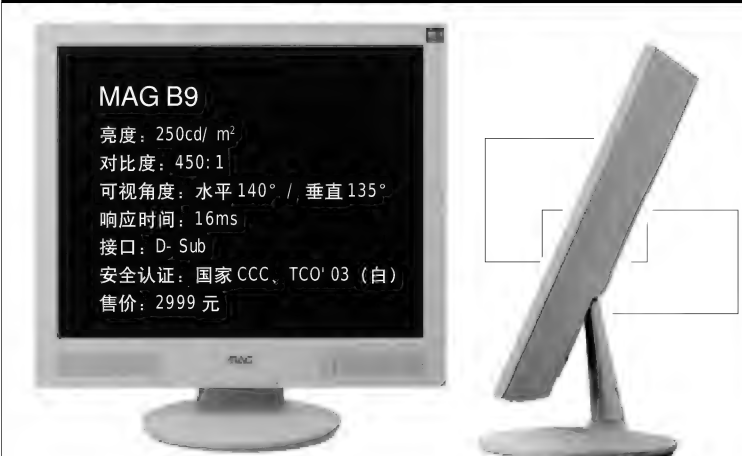 MAG B9
亮度：250cd/ m²
对比度：450:1
可视角度：水平 140° / 垂直 135°
响应时间：16ms
接口：D- Sub
安全认证：国家 CCC、TCO' 03（白）
售价：2999 元
MAG